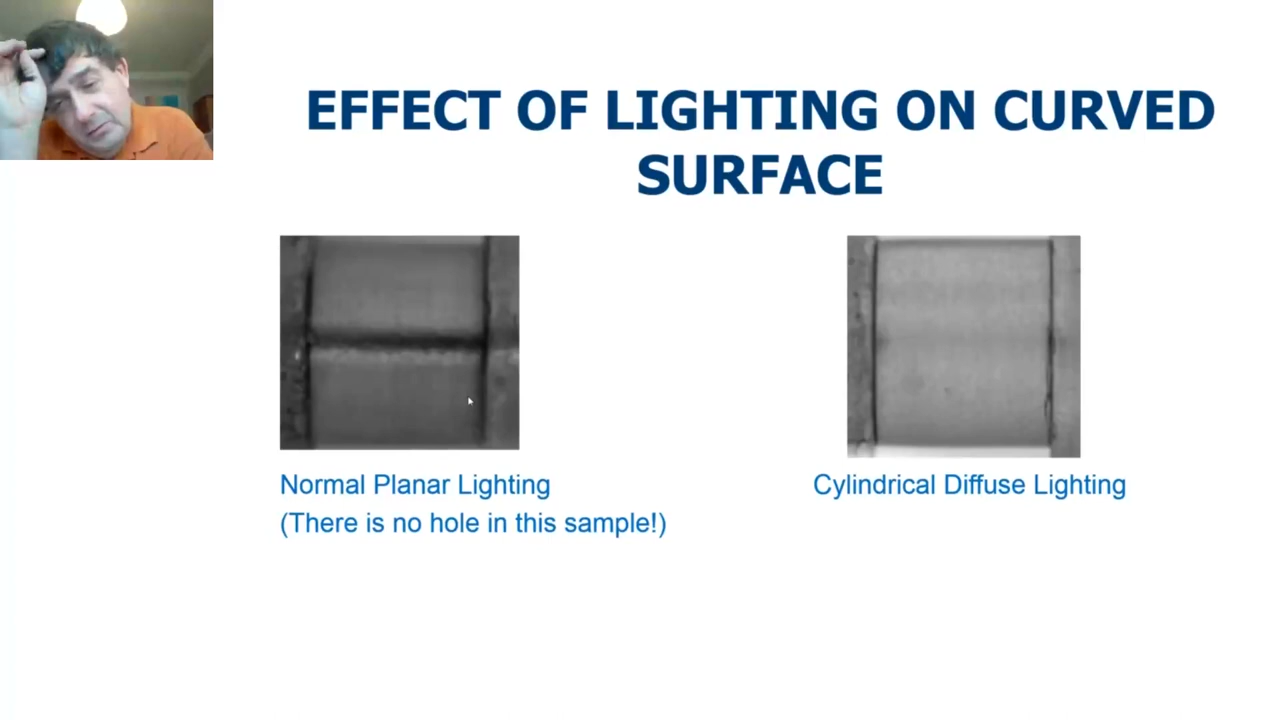 EFFECT OF LIGHTING ON CURVED
SURFACE
Normal Planar Lighting
(There is no hole in this sample!)
Cylindrical Diffuse Lighting